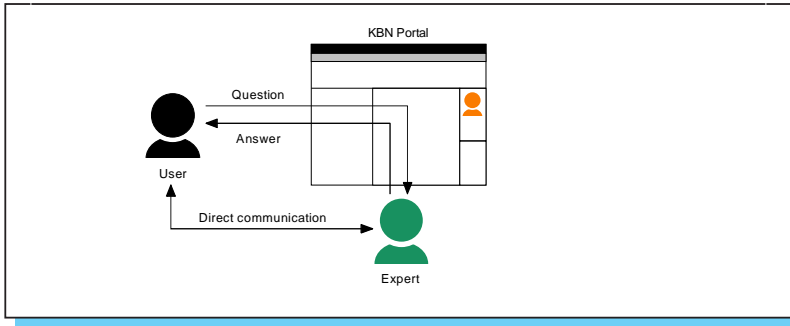 KBN Portal
Question
Answer
User
Direct communication
Expert